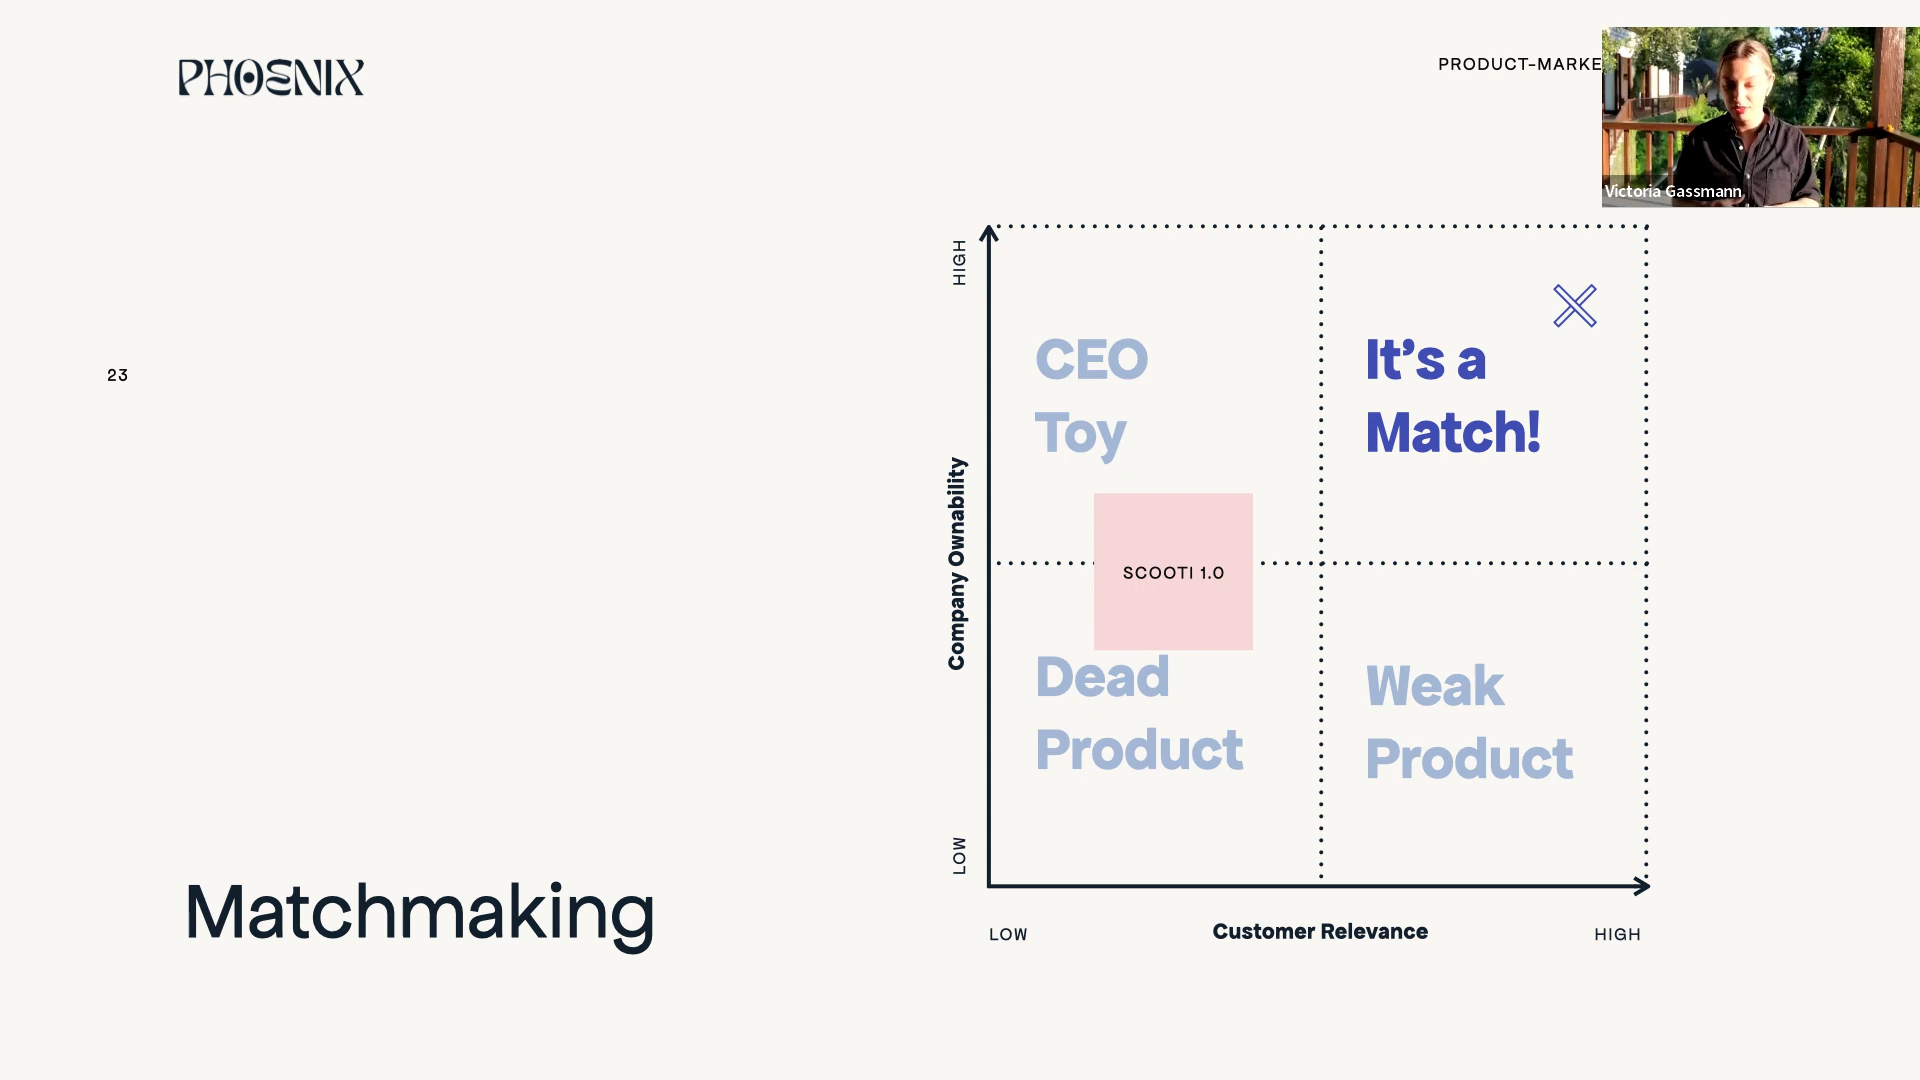 PHOENIX
PRODUCT-MARKE
Victoria Gassmann
23
HIGH
Company Ownability
LOW
CEO
Toy
It's a
Match!
SCOOTI 1.0
Dead
Product
Weak
Product
LOW
Customer Relevance
HIGH
Matchmaking